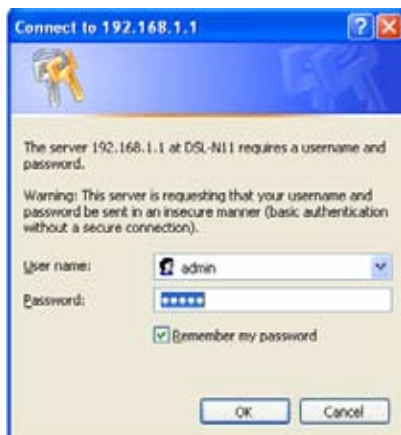 Connect to 192.168.1.1
The server 192.168.1.1 at DSL-N11 requires a username and
password.
Warning: This server is requesting that your username and
password be sent in an insecure manner (basic authentication
without a secure connection).
User name:
admin
Password:
•••••
Remember my password
OK
Cancel